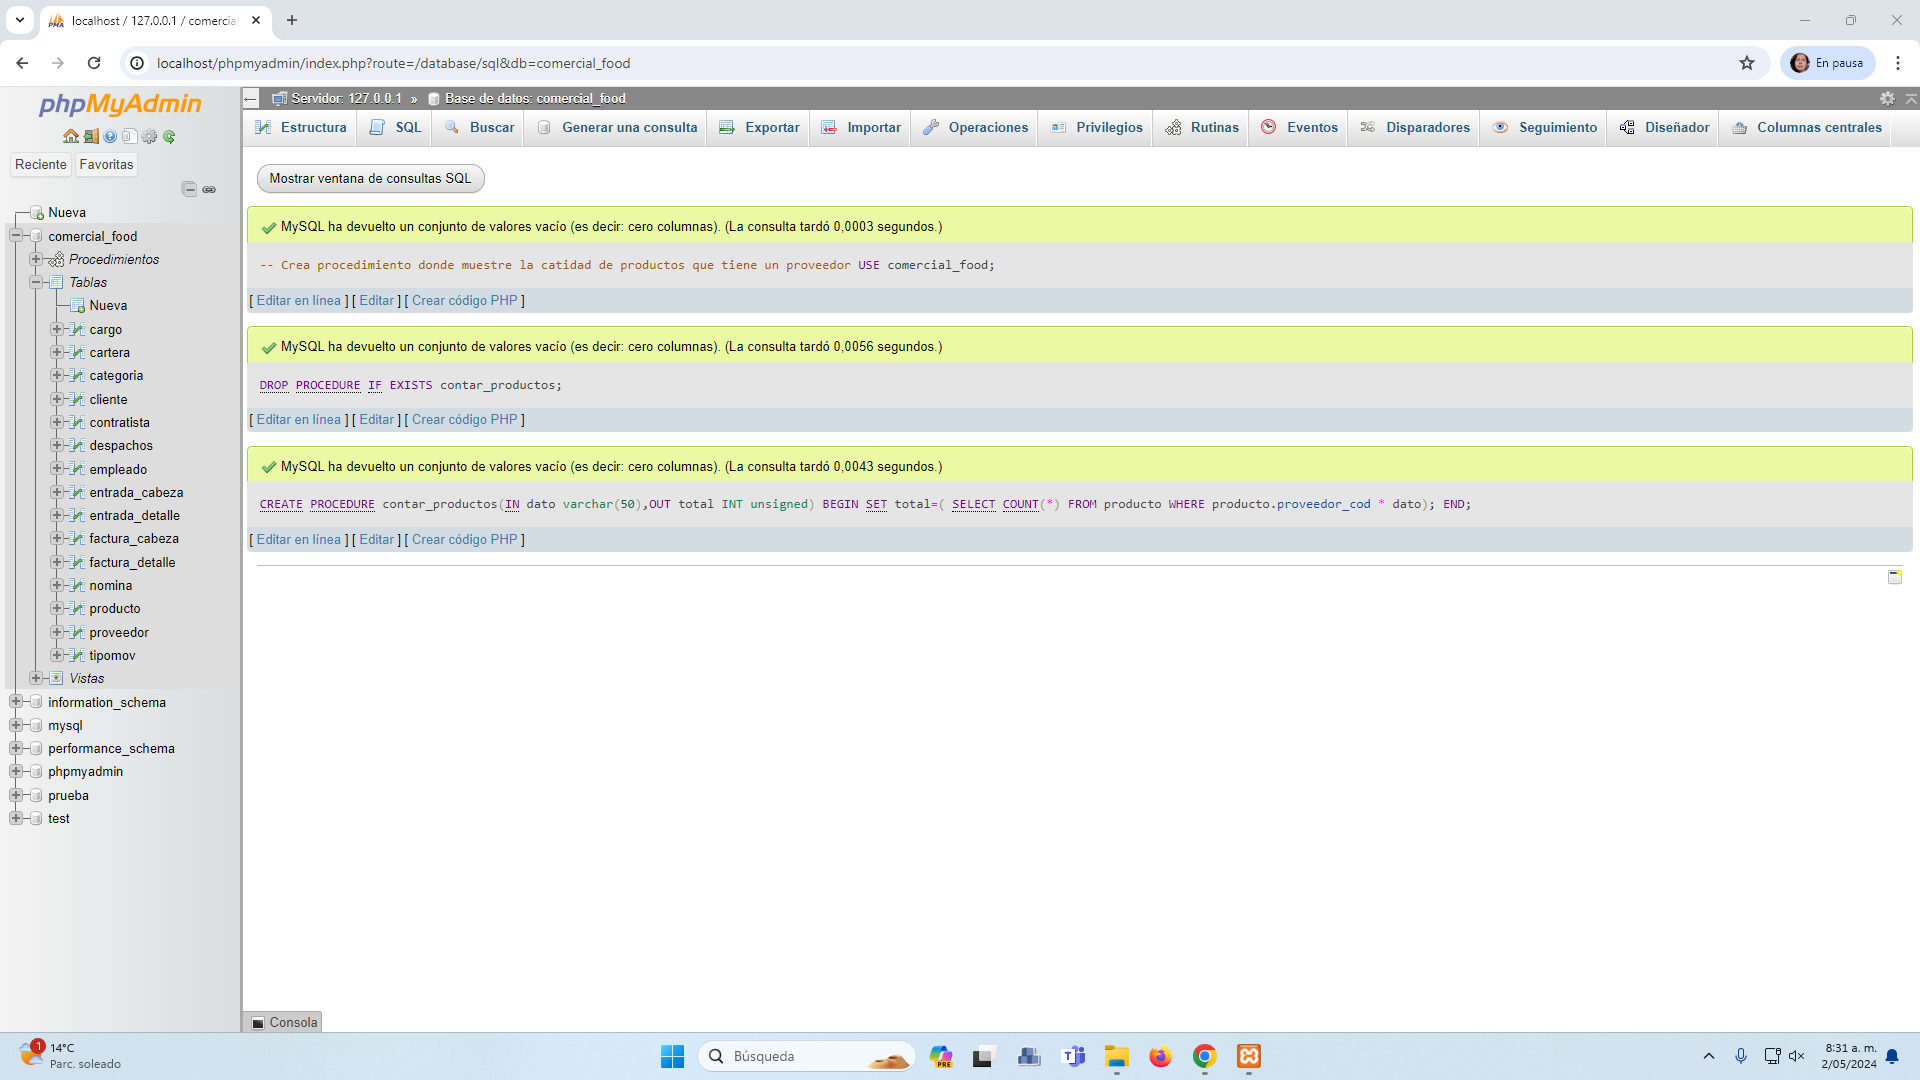 localhost / 127.0.0.1 / comercia
localhost/phpmyadmin/index.php?route=/database/sql&db=comercial_food
En pausa
phpMyAdmin
Reciente Favoritas
Nueva
comercial_food
Procedimientos
Tablas
Nueva
cargo
cartera
categoria
cliente
contratista
despachos
empleado
entrada_cabeza
entrada_detalle
factura_cabeza
factura_detalle
nomina
producto
proveedor
tipomov
Vistas
information_schema
mysql
performance_schema
phpmyadmin
prueba
test
Servidor: 127.0.0.1 » Base de datos: comercial_food
Estructura SQL Buscar Generar una consulta Exportar Importar Operaciones Privilegios Rutinas Eventos Disparadores Seguimiento Diseñador Columnas centrales
Mostrar ventana de consultas SQL
MySQL ha devuelto un conjunto de valores vacío (es decir: cero columnas). (La consulta tardó 0,0003 segundos.)
-- Crea procedimiento donde muestre la catidad de productos que tiene un proveedor USE comercial_food;
[ Editar en línea ] [ Editar ] [ Crear código PHP ]
MySQL ha devuelto un conjunto de valores vacío (es decir: cero columnas). (La consulta tardó 0,0056 segundos.)
DROP PROCEDURE IF EXISTS contar_productos;
[ Editar en línea ] [ Editar ] [ Crear código PHP ]
MySQL ha devuelto un conjunto de valores vacío (es decir: cero columnas). (La consulta tardó 0,0043 segundos.)
CREATE PROCEDURE contar_productos(IN dato varchar(50),OUT total INT unsigned) BEGIN SET total=( SELECT COUNT(*) FROM producto WHERE producto.proveedor_cod * dato); END;
[ Editar en línea ] [ Editar ] [ Crear código PHP ]
Consola
1
14°C
Parc. soleado
Búsqueda
PRE
8:31 a. m.
2/05/2024